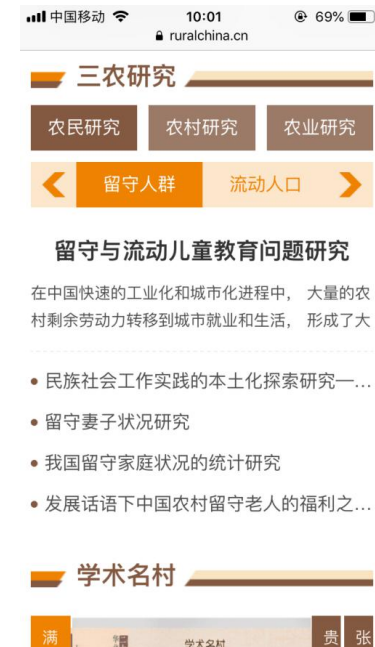 中国移动 10:01 69%
ruralchina.cn
三农研究
农民研究 农村研究 农业研究
留守人群 流动人口
留守与流动儿童教育问题研究
在中国快速的工业化和城市化进程中， 大量的农
村剩余劳动力转移到城市就业和生活， 形成了大
• 民族社会工作实践的本土化探索研究一…
• 留守妻子状况研究
• 我国留守家庭状况的统计研究
• 发展话语下中国农村留守老人的福利之…
学术名村
满 学术名村 贵 张